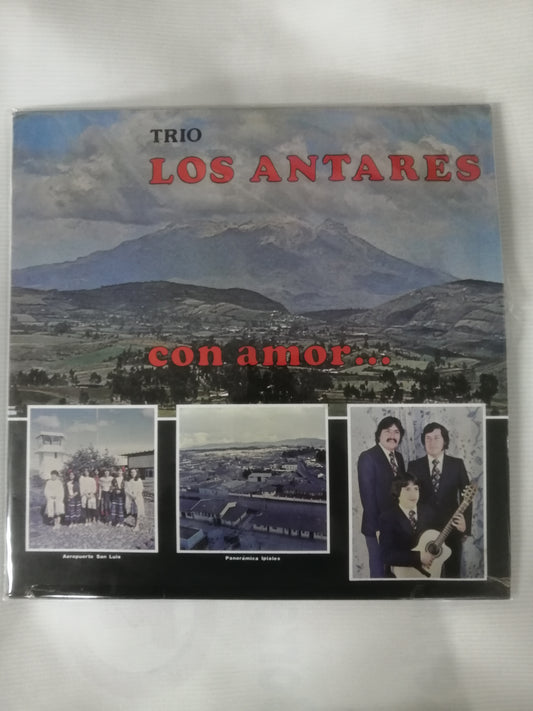 TRIO
LOS ANTARES
con amor...
Aeropuerto San Luis
Panorámica Ipiales